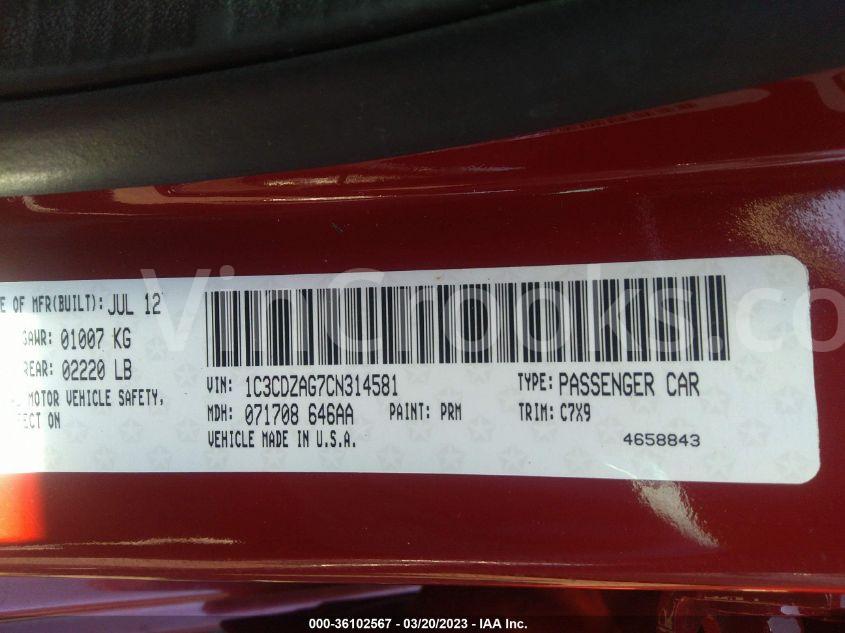 E OF MFR(BUILT): JUL 12
GAWR: 01007 KG
REAR: 02220 LB
MOTOR VEHICLE SAFETY,
ECT ON
VIN: 1C3CDZAG7CN314581
TYPE: PASSENGER CAR
MDH: 071708 646AA
PAINT: PRM
TRIM: C7X9
VEHICLE MADE IN U.S.A.
4658843
VinCrooks.com
000-36102567 — 03/20/2023 — IAA Inc.